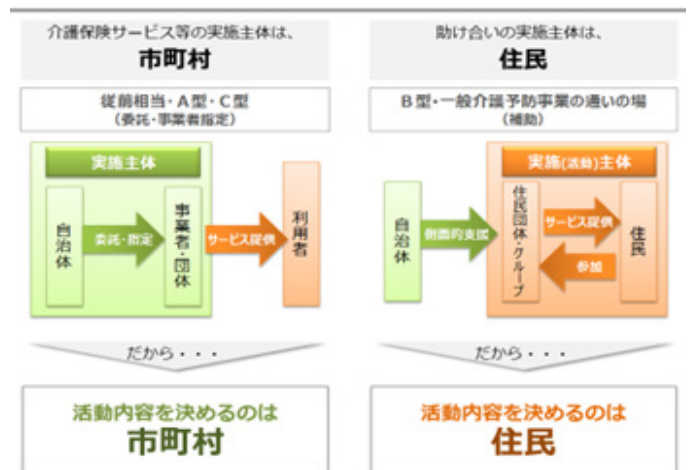 介護保険サービス等の実施主体は、
市町村
従前相当・A型・C型
（委託・事業者指定）
実施主体
自治体
委託・指定
事業者・団体
サービス提供
利用者
だから・・・
活動内容を決めるのは
市町村
助け合いの実施主体は、
住民
B型・一般介護予防事業の通いの場
（補助）
実施(活動)主体
自治体
側面的支援
住民団体・グループ
サービス提供
参加
住民
だから・・・
活動内容を決めるのは
住民